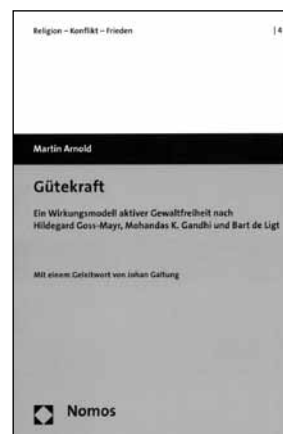 Religion – Konflikt – Frieden | 4
Martin Arnold
Gütekraft
Ein Wirkungsmodell aktiver Gewaltfreiheit nach
Hildegard Goss-Mayr, Mohandas K. Gandhi und Bart de Ligt
Mit einem Geleitwort von Johan Galtung
Nomos